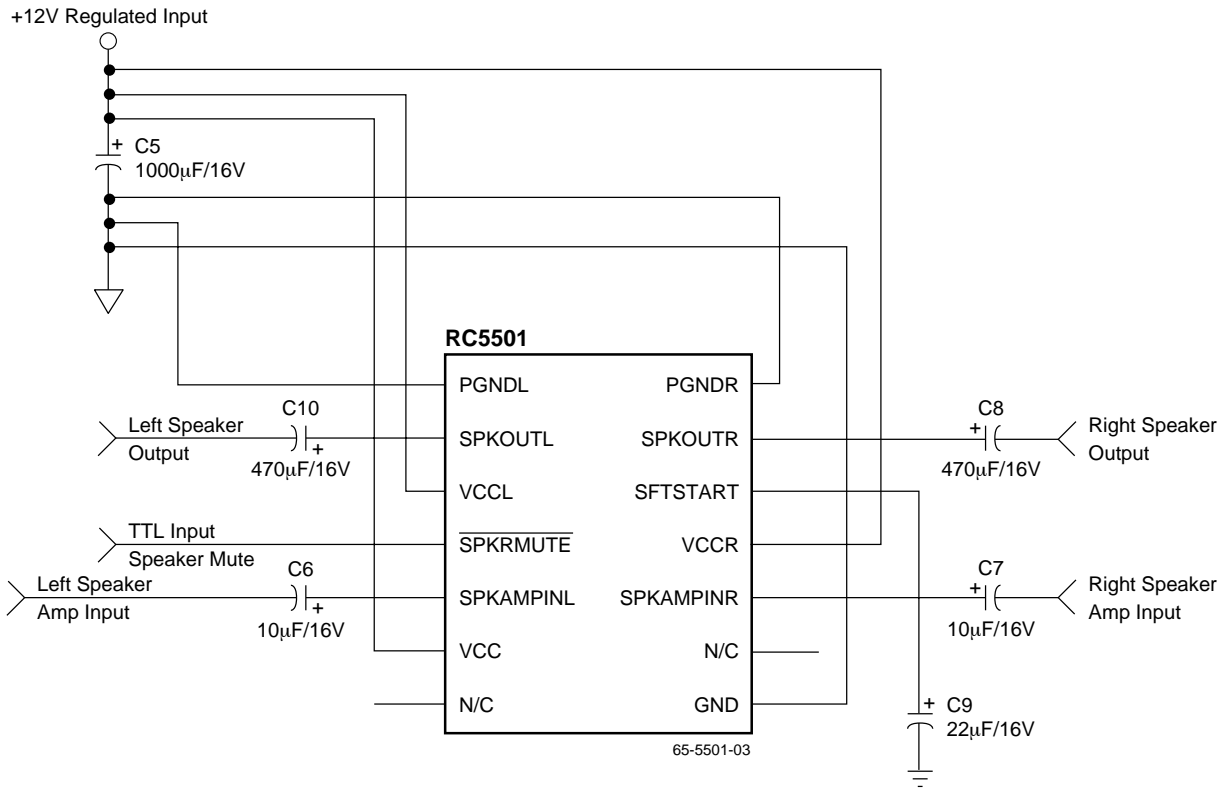 +12V Regulated Input
+ C5
1000µF/16V
RC5501
PGNDL PGNDR
C10
Left Speaker
Output
+
470µF/16V
SPKOUTL SPKOUTR
C8
+
470µF/16V
Right Speaker
Output
VCCL SFTSTART
TTL Input
Speaker Mute
SPKRMUTE VCCR
Left Speaker
Amp Input
C6
+
10µF/16V
SPKAMPINL SPKAMPINR
C7
+
10µF/16V
Right Speaker
Amp Input
VCC N/C
N/C GND
+ C9
22µF/16V
65-5501-03